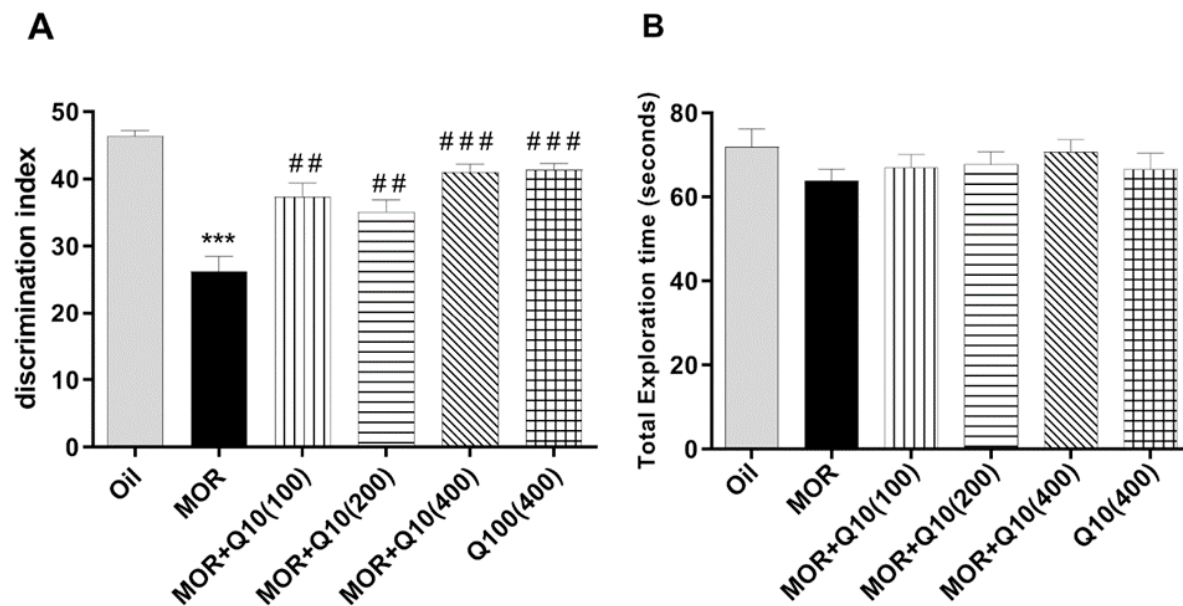 A
discrimination index
50
40
30
20
10
0
***
##
##
###
###
Oil
MOR
MOR+Q10(100)
MOR+Q10(200)
MOR+Q10(400)
Q100(400)
B
Total Exploration time (seconds)
80
60
40
20
0
Oil
MOR
MOR+Q10(100)
MOR+Q10(200)
MOR+Q10(400)
Q10(400)